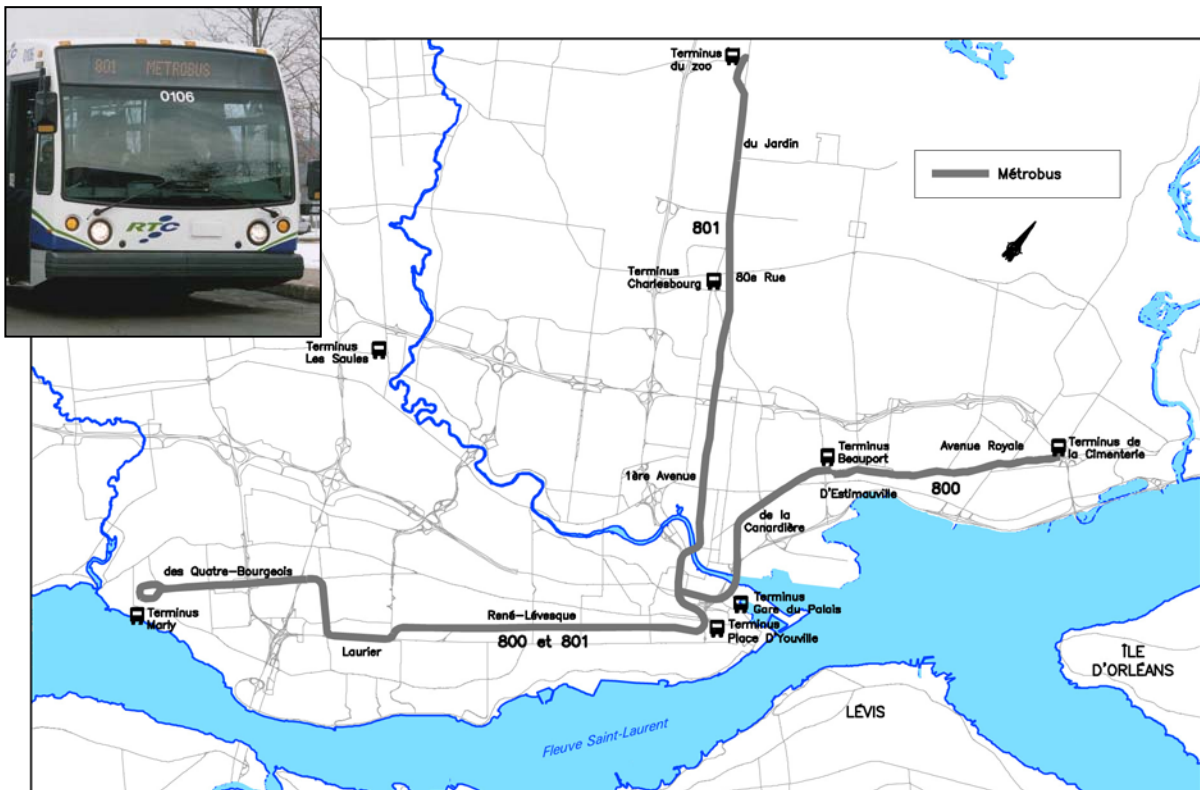 801 METROBUS
0106
RTC
Terminus
du zoo
du Jardin
Métrobus
801
Terminus
Charlesbourg
80e Rue
Terminus
Les Saules
1ère Avenue
Terminus
Beauport
Avenue Royale
Terminus de
la Cimenterie
800
D'Estimauville
de la
Canardière
des Quatre-Bourgeois
Terminus
Marly
René-Lévesque
Laurier
800 et 801
Terminus
Gare du Palais
Terminus
Place D'Youville
ÎLE
D'ORLÉANS
LÉVIS
Fleuve Saint-Laurent